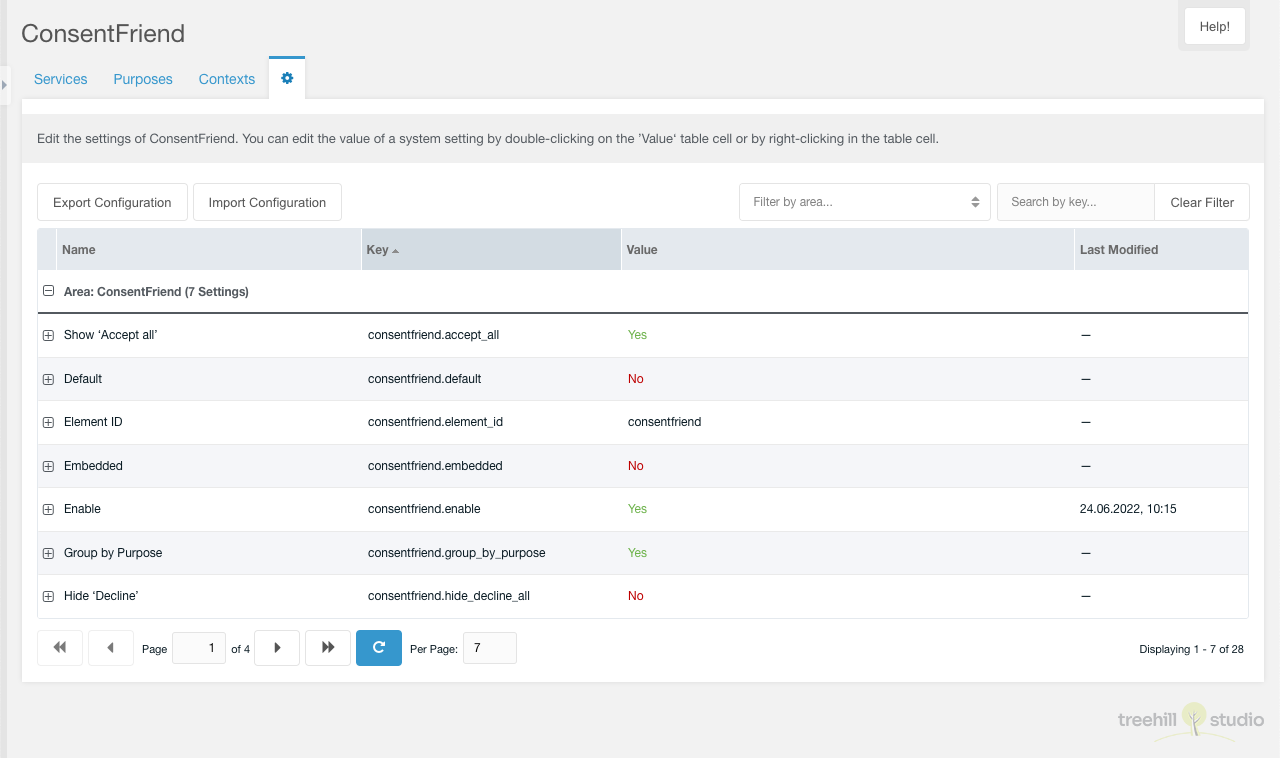 ConsentFriend
Help!
Services Purposes Contexts
Edit the settings of ConsentFriend. You can edit the value of a system setting by double-clicking on the ’Value‘ table cell or by right-clicking in the table cell.
Export Configuration Import Configuration Filter by area... Search by key... Clear Filter
Name Key Value Last Modified
Area: ConsentFriend (7 Settings)
Show ‘Accept all’ consentfriend.accept_all Yes —
Default consentfriend.default No —
Element ID consentfriend.element_id consentfriend —
Embedded consentfriend.embedded No —
Enable consentfriend.enable Yes 24.06.2022, 10:15
Group by Purpose consentfriend.group_by_purpose Yes —
Hide ‘Decline’ consentfriend.hide_decline_all No —
Page 1 of 4 Per Page: 7 Displaying 1 - 7 of 28
treehill studio